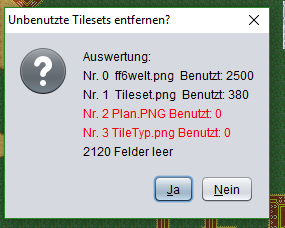 Unbenutzte Tilesets entfernen?
Auswertung:
Nr. 0 ff6welt.png Benutzt: 2500
Nr. 1 Tileset.png Benutzt: 380
Nr. 2 Plan.PNG Benutzt: 0
Nr. 3 TileTyp.png Benutzt: 0
2120 Felder leer
Ja Nein